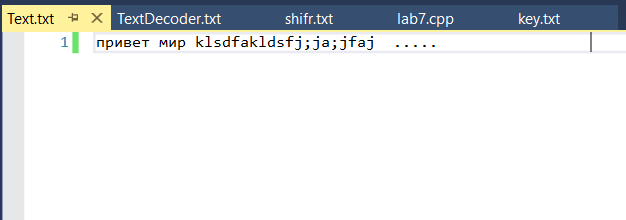 Text.txt TextDecoder.txt shifr.txt lab7.cpp key.txt
1 привет мир klsdfakldsfj;ja;jfaj  .....